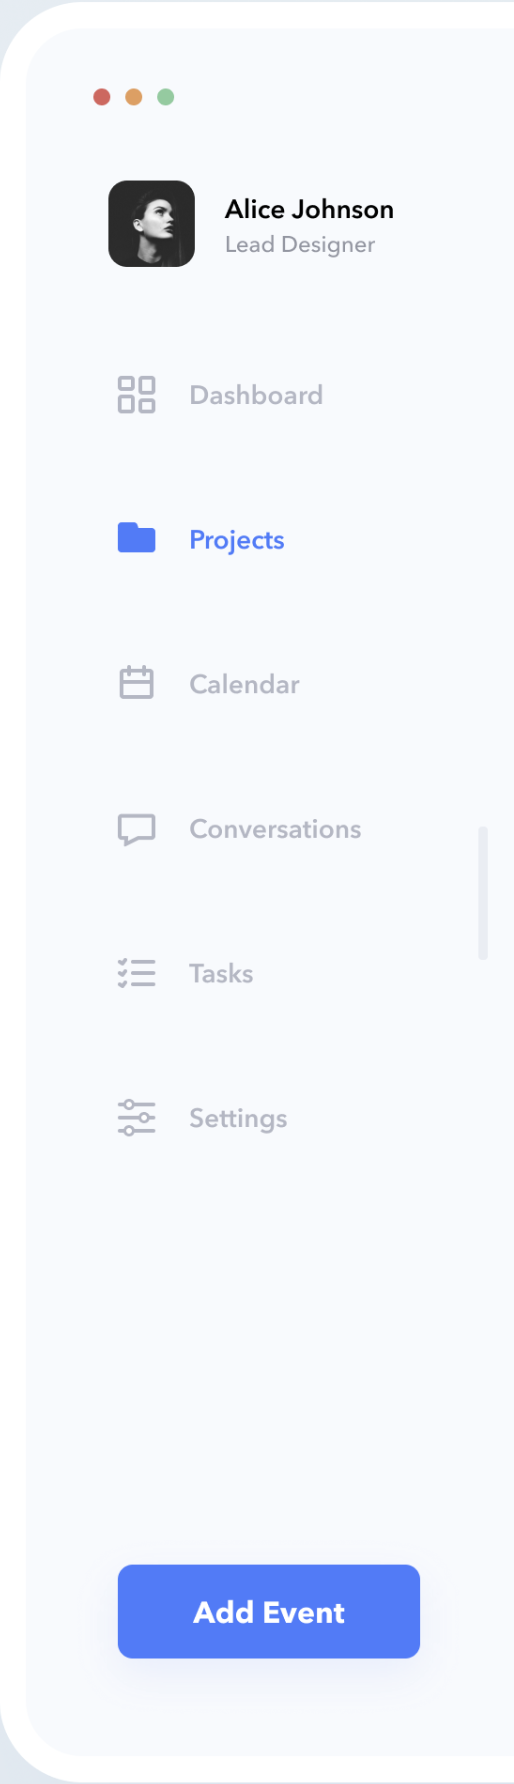 Alice Johnson
Lead Designer
Dashboard
Projects
Calendar
Conversations
Tasks
Settings
Add Event